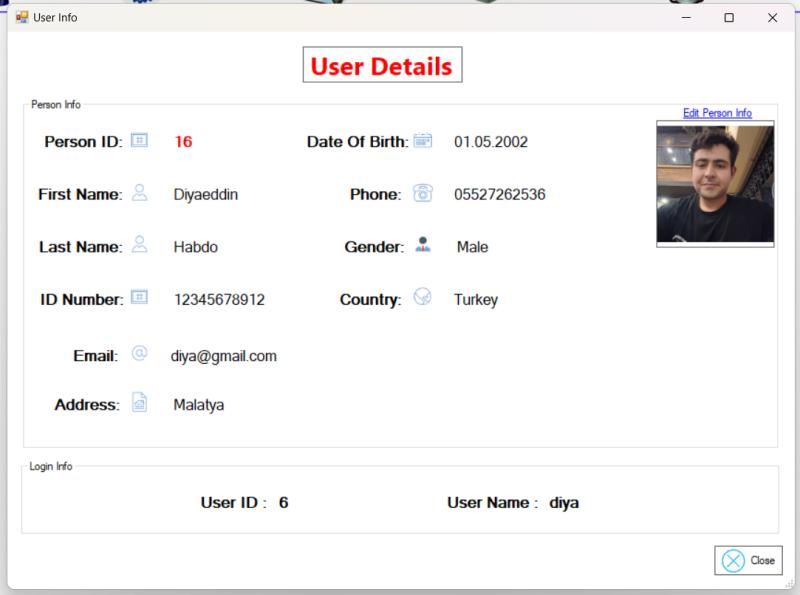 User Info
User Details
Person Info
Edit Person Info
Person ID: 16 Date Of Birth: 01.05.2002
First Name: Diyaeddin Phone: 05527262536
Last Name: Habdo Gender: Male
ID Number: 12345678912 Country: Turkey
Email: diya@gmail.com
Address: Malatya
Login Info
User ID : 6 User Name : diya
Close